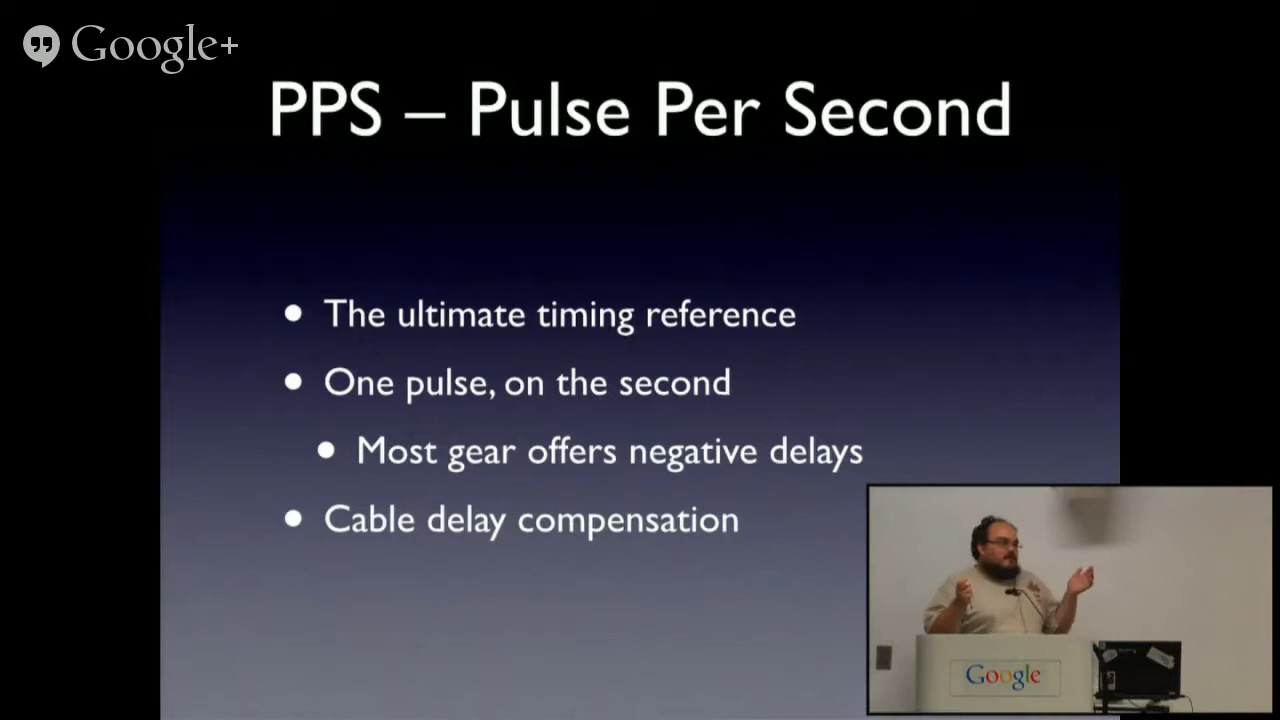 Google+
PPS – Pulse Per Second
The ultimate timing reference
One pulse, on the second
Most gear offers negative delays
Cable delay compensation
Google